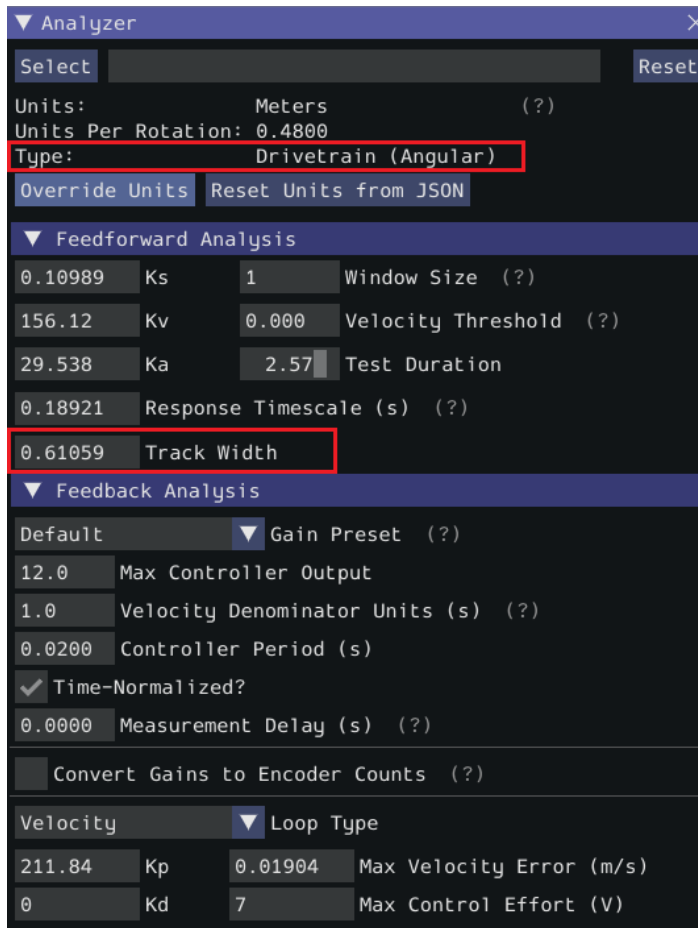 ▼ Analyzer ×
Select Reset
Units: Meters (?)
Units Per Rotation: 0.4800
Type: Drivetrain (Angular)
Override Units Reset Units from JSON
▼ Feedforward Analysis
0.10989 Ks 1 Window Size (?)
156.12 Kv 0.000 Velocity Threshold (?)
29.538 Ka 2.57 Test Duration
0.18921 Response Timescale (s) (?)
0.61059 Track Width
▼ Feedback Analysis
Default ▼ Gain Preset (?)
12.0 Max Controller Output
1.0 Velocity Denominator Units (s) (?)
0.0200 Controller Period (s)
Time-Normalized?
0.0000 Measurement Delay (s) (?)
Convert Gains to Encoder Counts (?)
Velocity ▼ Loop Type
211.84 Kp 0.01904 Max Velocity Error (m/s)
0 Kd 7 Max Control Effort (V)